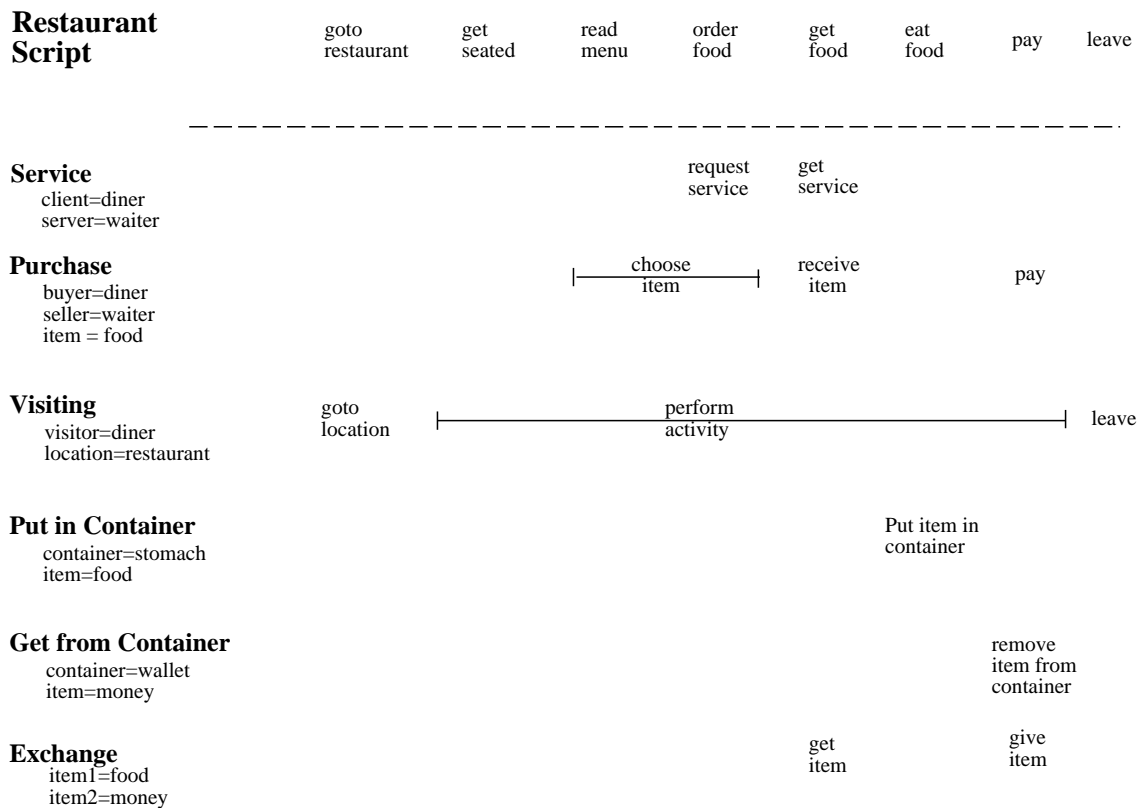 Restaurant
Script
goto
restaurant
get
seated
read
menu
order
food
get
food
eat
food
pay
leave
Service
client=diner
server=waiter
request
service
get
service
Purchase
buyer=diner
seller=waiter
item = food
choose
item
receive
item
pay
Visiting
visitor=diner
location=restaurant
goto
location
perform
activity
leave
Put in Container
container=stomach
item=food
Put item in
container
Get from Container
container=wallet
item=money
remove
item from
container
Exchange
item1=food
item2=money
get
item
give
item